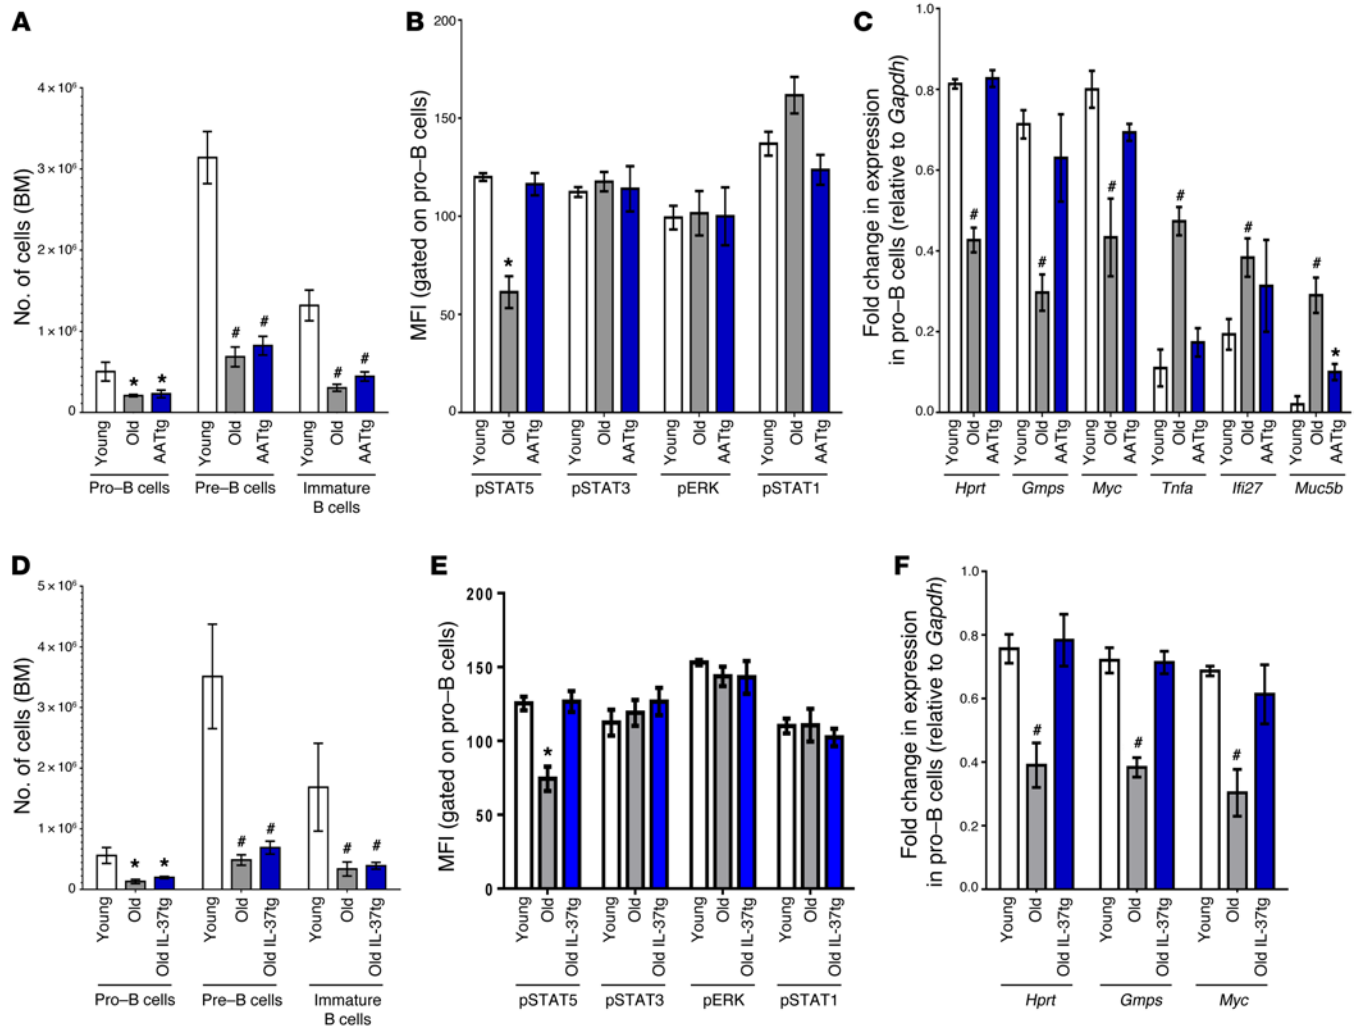 A
No. of cells (BM)
4 × 10⁶
3 × 10⁶
2 × 10⁶
1 × 10⁶
0
* * # # # #
Young Old AATtg Young Old AATtg Young Old AATtg
Pro–B cells Pre–B cells Immature
B cells
B
MFI (gated on pro–B cells)
200
150
100
50
0
*
Young Old AATtg Young Old AATtg Young Old AATtg Young Old AATtg
pSTAT5 pSTAT3 pERK pSTAT1
C
Fold change in expression
in pro–B cells (relative to Gapdh)
1.0
0.8
0.6
0.4
0.2
0.0
# # # # # # *
Young Old AATtg Young Old AATtg Young Old AATtg Young Old AATtg Young Old AATtg Young Old AATtg
Hprt Gmps Myc Tnfa Ifi27 Muc5b
D
No. of cells (BM)
5 × 10⁶
4 × 10⁶
3 × 10⁶
2 × 10⁶
1 × 10⁶
0
* * # # # #
Young Old Old IL-37tg Young Old Old IL-37tg Young Old Old IL-37tg
Pro–B cells Pre–B cells Immature
B cells
E
MFI (gated on pro–B cells)
200
150
100
50
0
*
Young Old Old IL-37tg Young Old Old IL-37tg Young Old Old IL-37tg Young Old Old IL-37tg
pSTAT5 pSTAT3 pERK pSTAT1
F
Fold change in expression
in pro–B cells (relative to Gapdh)
1.0
0.8
0.6
0.4
0.2
0.0
# # #
Young Old Old IL-37tg Young Old Old IL-37tg Young Old Old IL-37tg
Hprt Gmps Myc